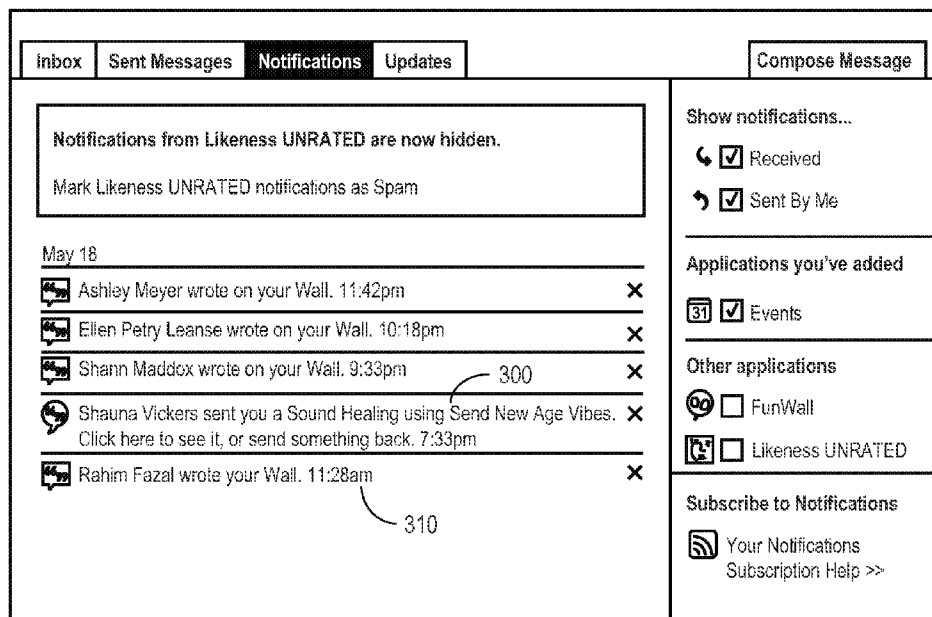 Inbox Sent Messages Notifications Updates Compose Message
Notifications from Likeness UNRATED are now hidden.
Mark Likeness UNRATED notifications as Spam
May 18
Ashley Meyer wrote on your Wall. 11:42pm
Ellen Petry Leanse wrote on your Wall. 10:18pm
Shann Maddox wrote on your Wall. 9:33pm
300
Shauna Vickers sent you a Sound Healing using Send New Age Vibes.
Click here to see it, or send something back. 7:33pm
Rahim Fazal wrote your Wall. 11:28am
310
Show notifications...
Received
Sent By Me
Applications you've added
31 Events
Other applications
FunWall
Likeness UNRATED
Subscribe to Notifications
Your Notifications
Subscription Help >>